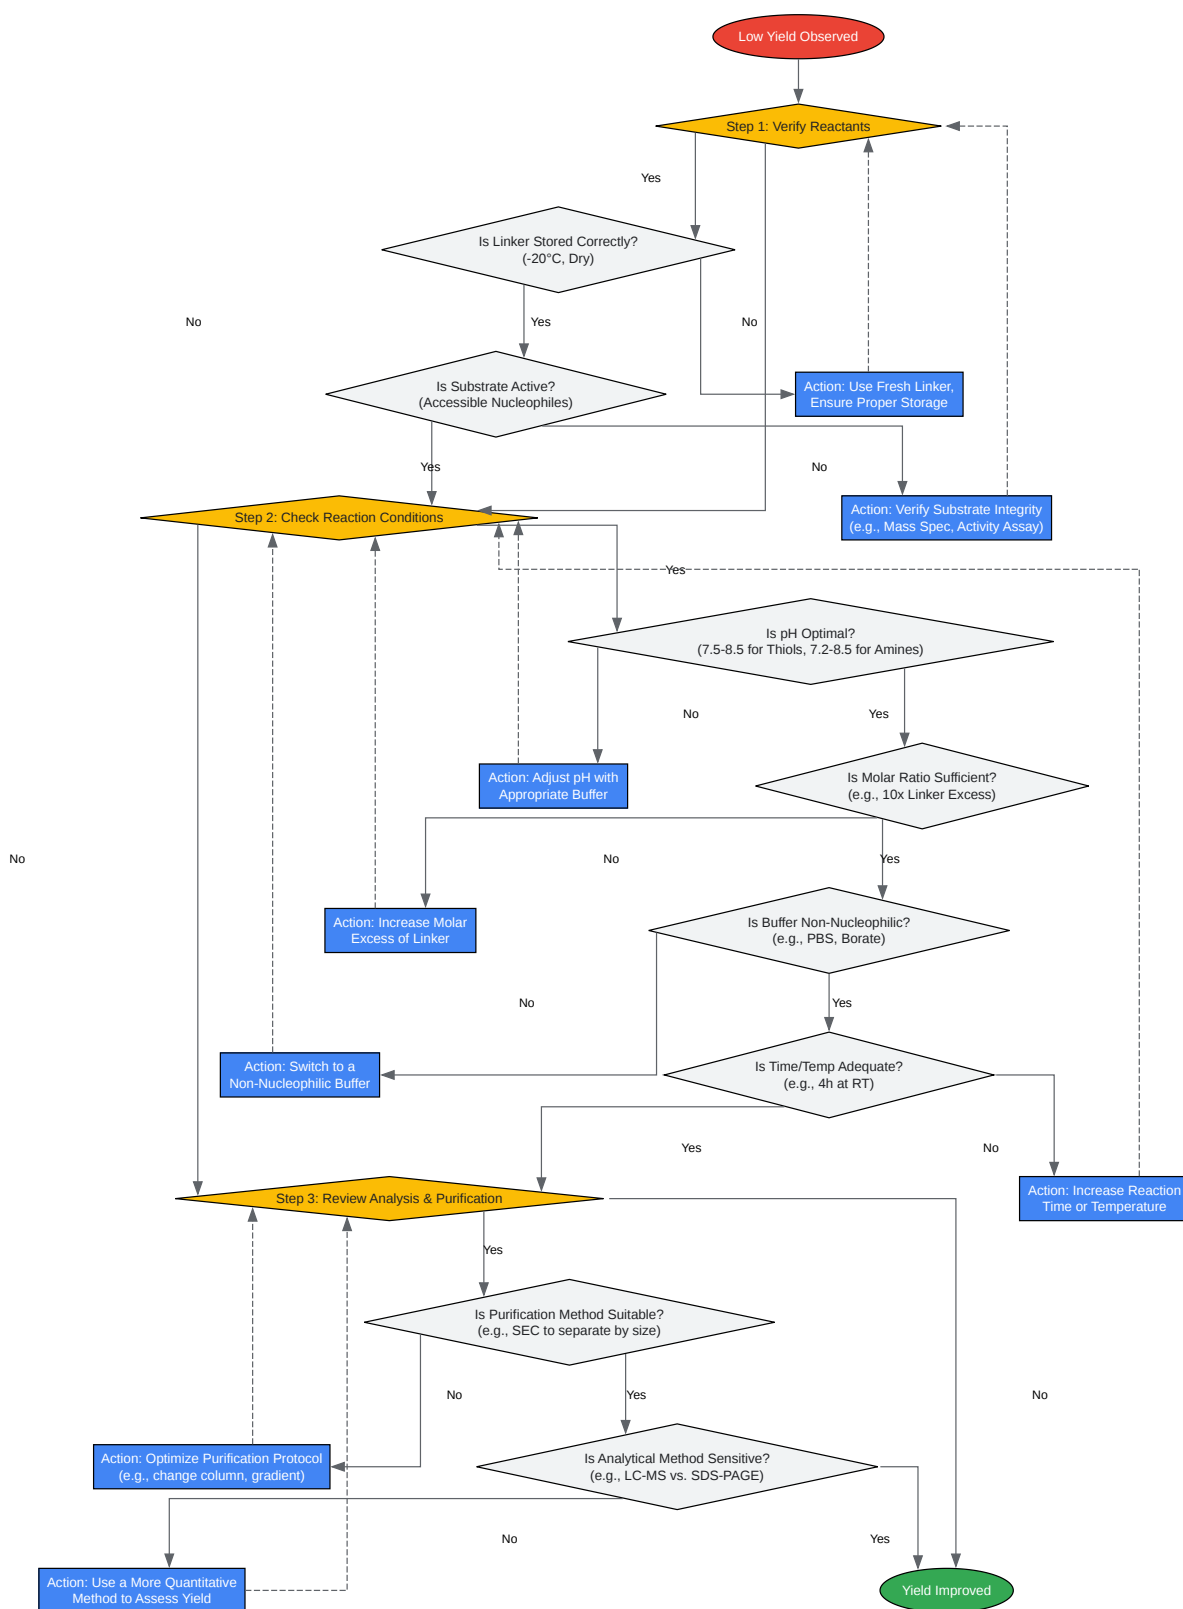 Low Yield Observed
Step 1: Verify Reactants
Yes
Is Linker Stored Correctly?
(-20°C, Dry)
No
Yes
No
Is Substrate Active?
(Accessible Nucleophiles)
Action: Use Fresh Linker,
Ensure Proper Storage
Yes
No
Step 2: Check Reaction Conditions
Action: Verify Substrate Integrity
(e.g., Mass Spec, Activity Assay)
Yes
Is pH Optimal?
(7.5-8.5 for Thiols, 7.2-8.5 for Amines)
No
Yes
Action: Adjust pH with
Appropriate Buffer
Is Molar Ratio Sufficient?
(e.g., 10x Linker Excess)
No
No
Yes
Action: Increase Molar
Excess of Linker
Is Buffer Non-Nucleophilic?
(e.g., PBS, Borate)
No
Yes
Action: Switch to a
Non-Nucleophilic Buffer
Is Time/Temp Adequate?
(e.g., 4h at RT)
Yes
No
Step 3: Review Analysis & Purification
Action: Increase Reaction
Time or Temperature
Yes
Is Purification Method Suitable?
(e.g., SEC to separate by size)
No
Yes
No
Action: Optimize Purification Protocol
(e.g., change column, gradient)
Is Analytical Method Sensitive?
(e.g., LC-MS vs. SDS-PAGE)
No
Yes
Action: Use a More Quantitative
Method to Assess Yield
Yield Improved